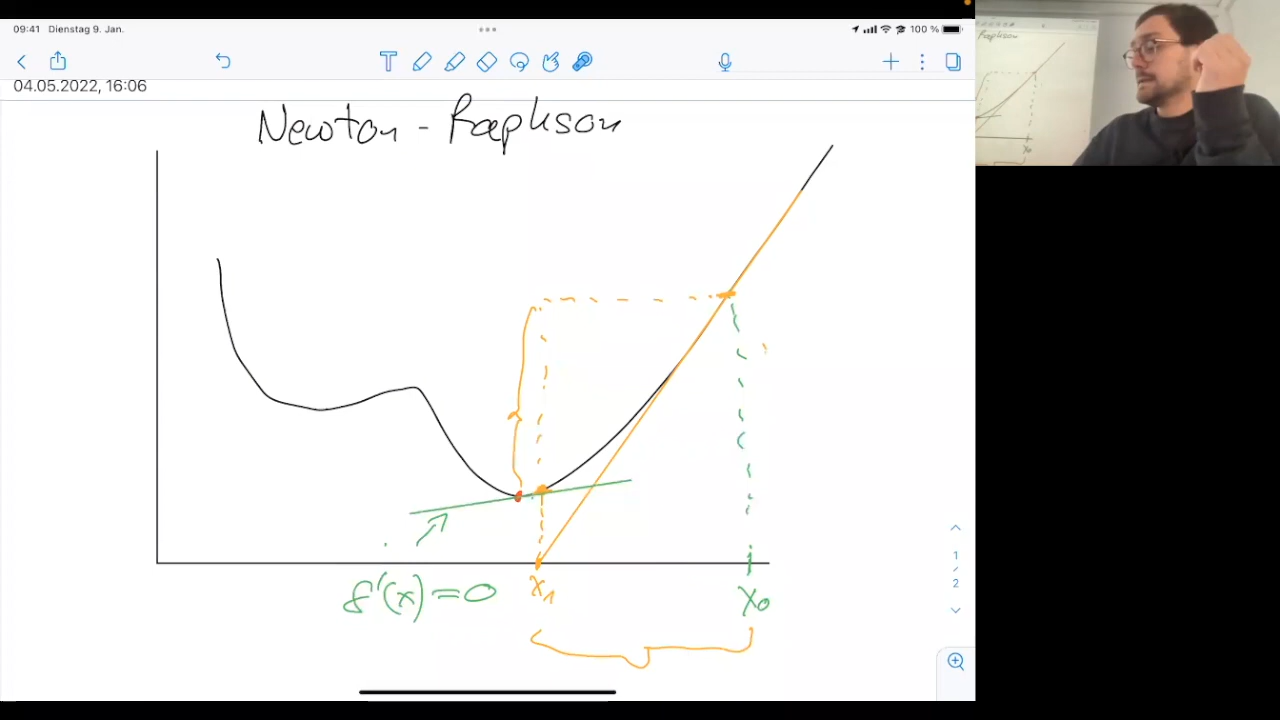 09:41 Dienstag 9. Jan.
100 %
04.05.2022, 16:06
Newton - Raphson
f'(x) = 0
x₁
x₀
1
/
2